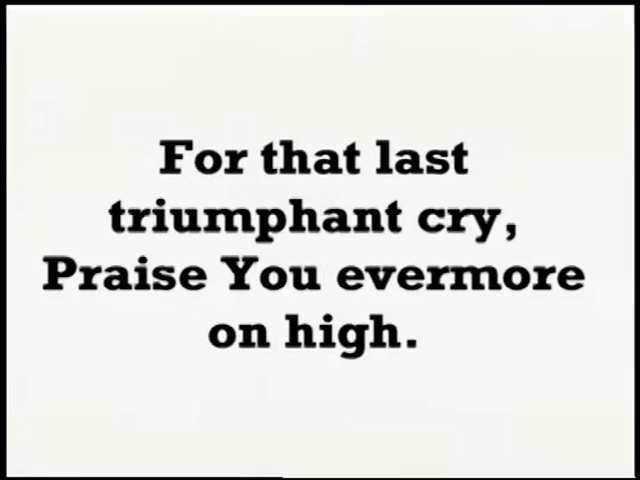 For that last
triumphant cry,
Praise You evermore
on high.